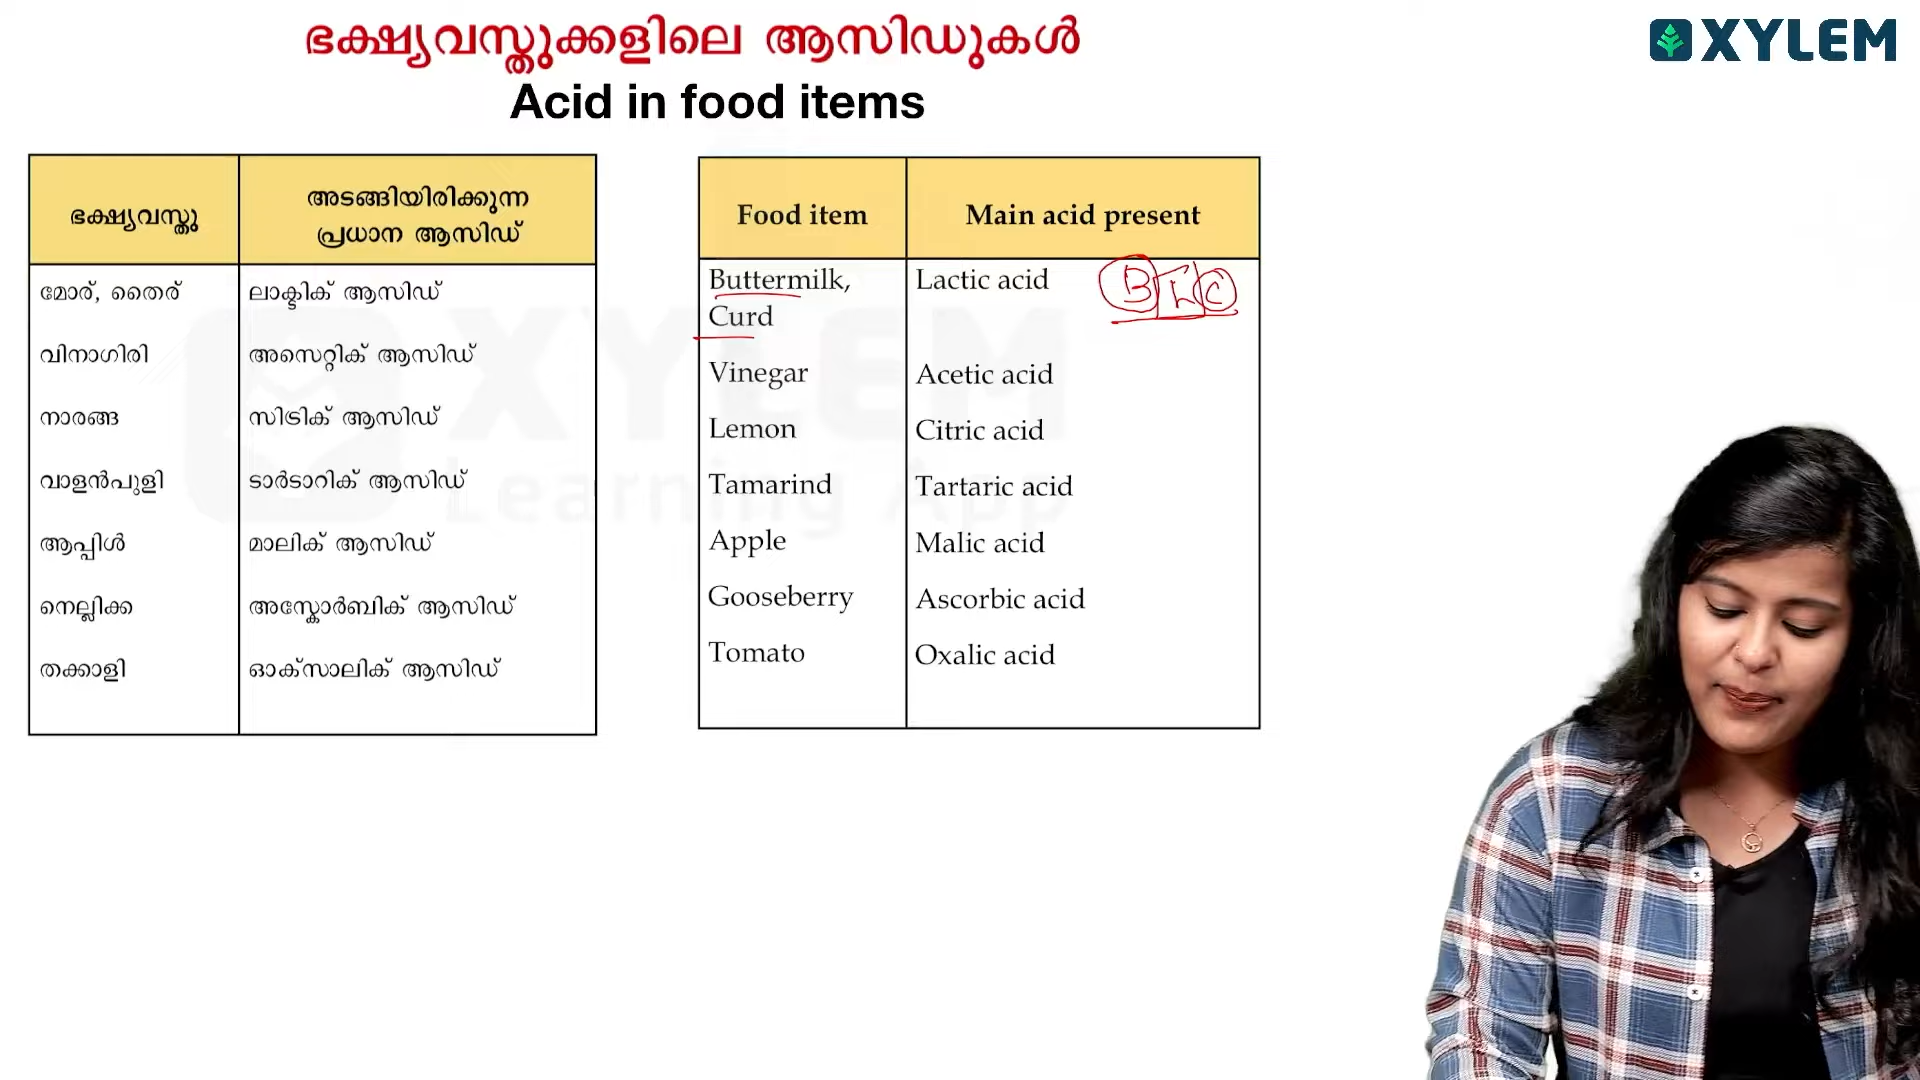 ഭക്ഷ്യവസ്തുക്കളിലെ ആസിഡുകൾ
XYLEM
Acid in food items
ഭക്ഷ്യവസ്തു
അടങ്ങിയിരിക്കുന്ന
പ്രധാന ആസിഡ്
മോര്, തൈര്
ലാക്ടിക് ആസിഡ്
വിനാഗിരി
അസെറ്റിക് ആസിഡ്
നാരങ്ങ
സിട്രിക് ആസിഡ്
വാളൻപുളി
ടാർടാറിക് ആസിഡ്
ആപ്പിൾ
മാലിക് ആസിഡ്
നെല്ലിക്ക
അസ്കോർബിക് ആസിഡ്
തക്കാളി
ഓക്സാലിക് ആസിഡ്
Food item
Main acid present
Buttermilk,
Lactic acid
BLC
Curd
Vinegar
Acetic acid
Lemon
Citric acid
Tamarind
Tartaric acid
Apple
Malic acid
Gooseberry
Ascorbic acid
Tomato
Oxalic acid
XYLEM
Learning App